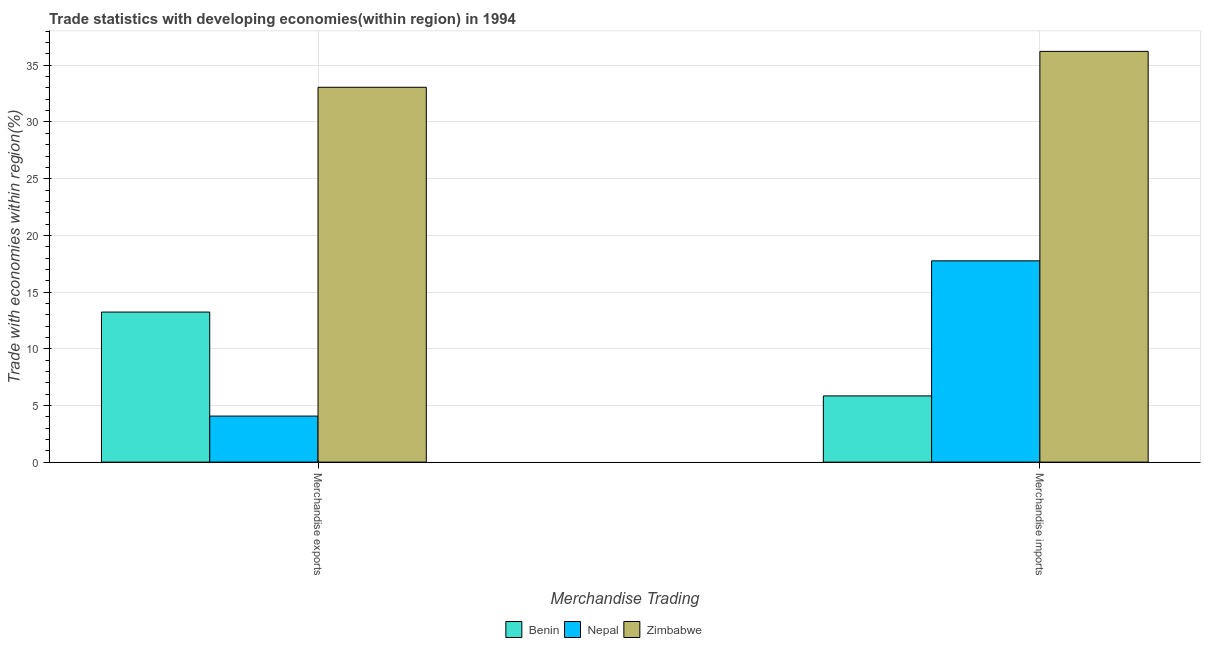 Trade statistics with developing economies(within region) in 1994
Trade with economies within region(%)
35
30
25
20
15
10
5
0
Merchandise exports
Merchandise imports
Merchandise Trading
Benin
Nepal
Zimbabwe